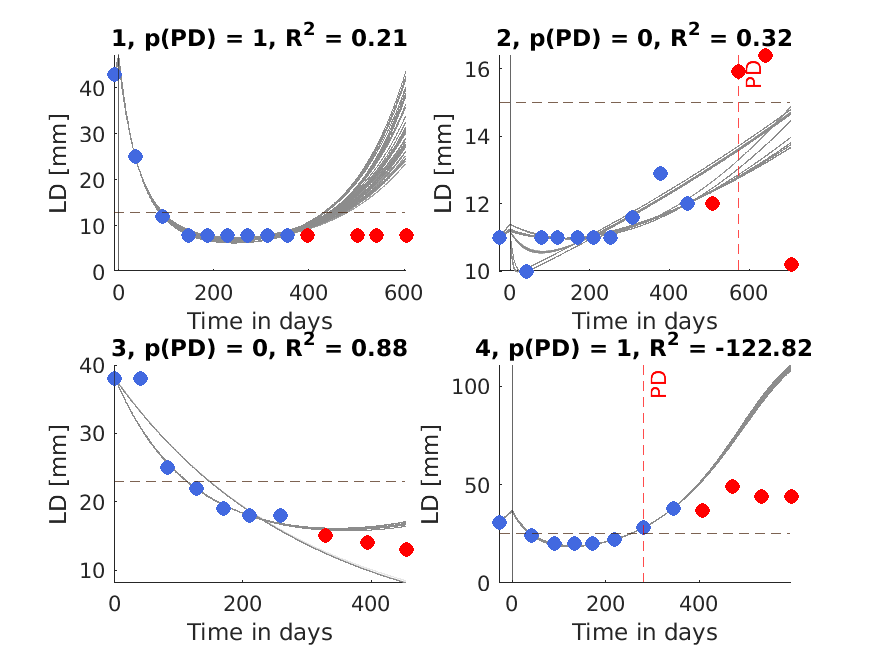 1, p(PD) = 1, R² = 0.21
LD [mm]
40
30
20
10
0
0
200
400
600
Time in days
2, p(PD) = 0, R² = 0.32
LD [mm]
16
14
12
10
PD
0
200
400
600
Time in days
3, p(PD) = 0, R² = 0.88
LD [mm]
40
30
20
10
0
200
400
Time in days
4, p(PD) = 1, R² = -122.82
LD [mm]
100
50
0
PD
0
200
400
Time in days